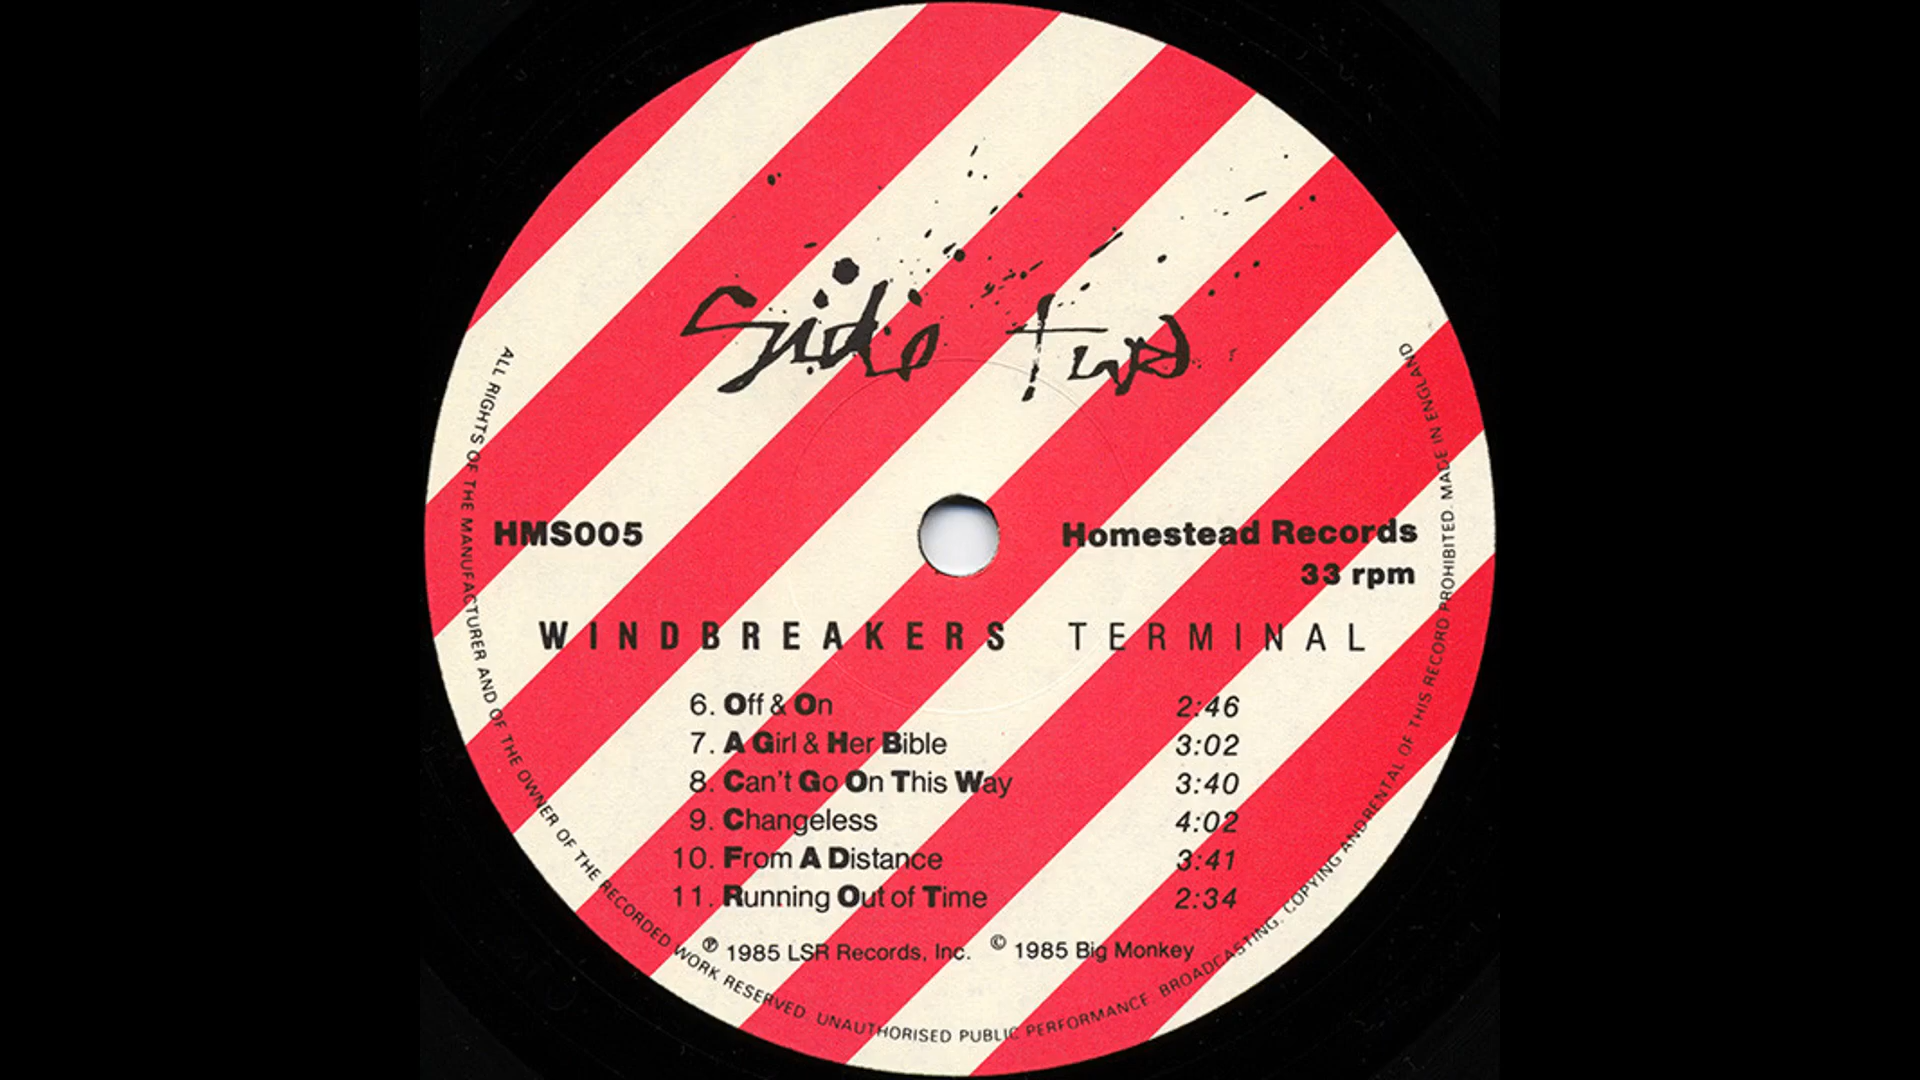 Side Two
HMS005
Homestead Records
33 rpm
WINDBREAKERS TERMINAL
6. Off & On 2:46
7. A Girl & Her Bible 3:02
8. Can't Go On This Way 3:40
9. Changeless 4:02
10. From A Distance 3:41
11. Running Out of Time 2:34
℗ 1985 LSR Records, Inc. © 1985 Big Monkey
ALL RIGHTS OF THE MANUFACTURER AND OF THE OWNER OF THE RECORDED WORK RESERVED. UNAUTHORISED PUBLIC PERFORMANCE. BROADCASTING. COPYING AND RENTAL OF THIS RECORD PROHIBITED. MADE IN ENGLAND